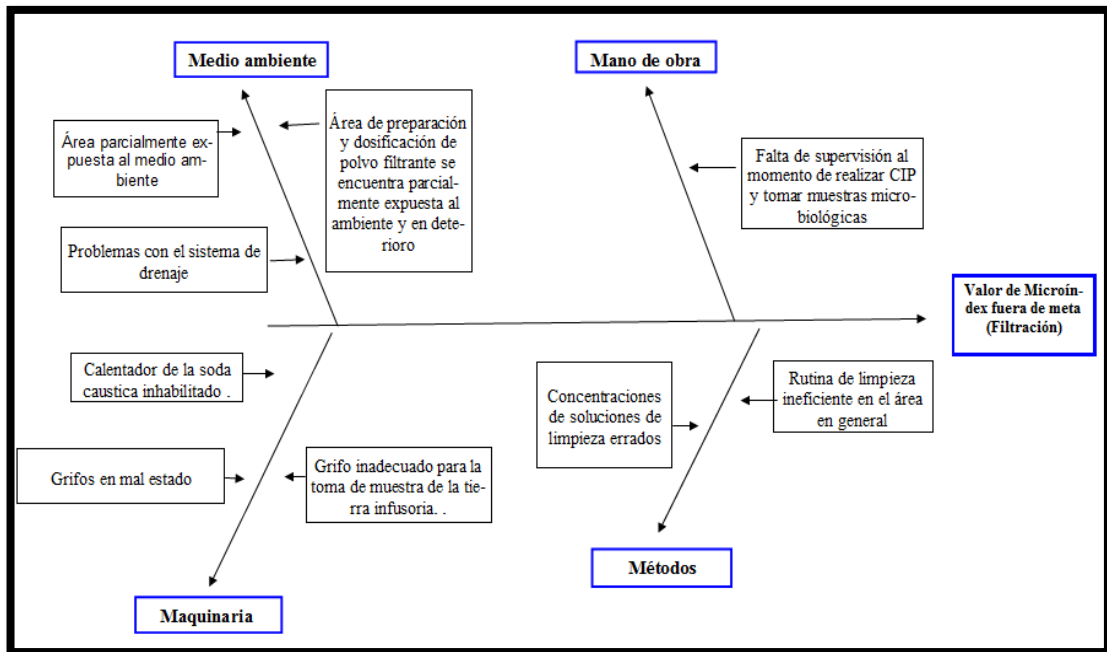 Medio ambiente
Mano de obra
Área parcialmente ex-
puesta al medio am-
biente
Área de preparación
y dosificación de
polvo filtrante se
encuentra parcial-
mente expuesta al
ambiente y en dete-
rioro
Falta de supervisión al
momento de realizar CIP
y tomar muestras micro-
biológicas
Problemas con el sistema de
drenaje
Valor de Microín-
dex fuera de meta
(Filtración)
Calentador de la soda
caustica inhabilitado .
Concentraciones
de soluciones de
limpieza errados
Rutina de limpieza
ineficiente en el área
en general
Grifos en mal estado
Grifo inadecuado para la
toma de muestra de la tie-
rra infusoria. .
Métodos
Maquinaria